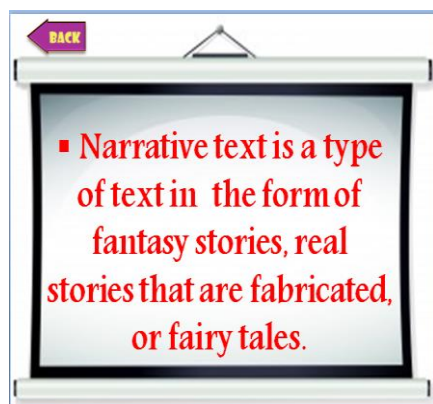 BACK
▪ Narrative text is a type
of text in the form of
fantasy stories, real
stories that are fabricated,
or fairy tales.